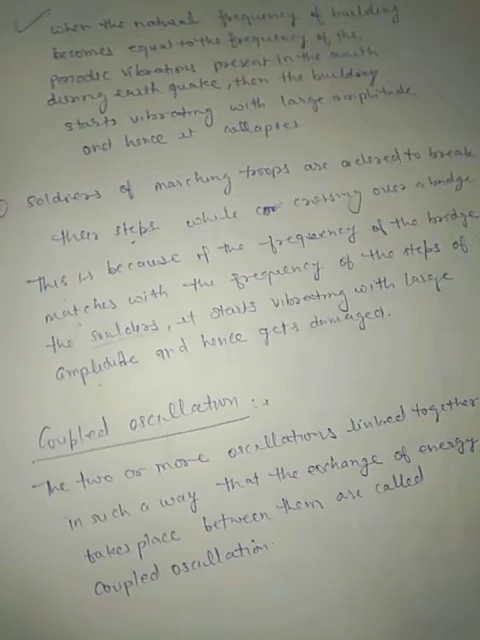 when the natural frequency of building
becomes equal to the frequency of the
periodic vibrations present in the earth
during earth quake, then the building
starts vibrating with large amplitude
and hence it collapses
Soldiers of marching troops are ordered to break
their steps while crossing over a bridge
This is because if the frequency of the bridge
matches with the frequency of the steps of
the soulders, it starts vibrating with large
amplitude and hence gets damaged.
Coupled oscillation :-
The two or more oscillations linked together
in such a way that the exchange of energy
takes place between them are called
Coupled oscillation.